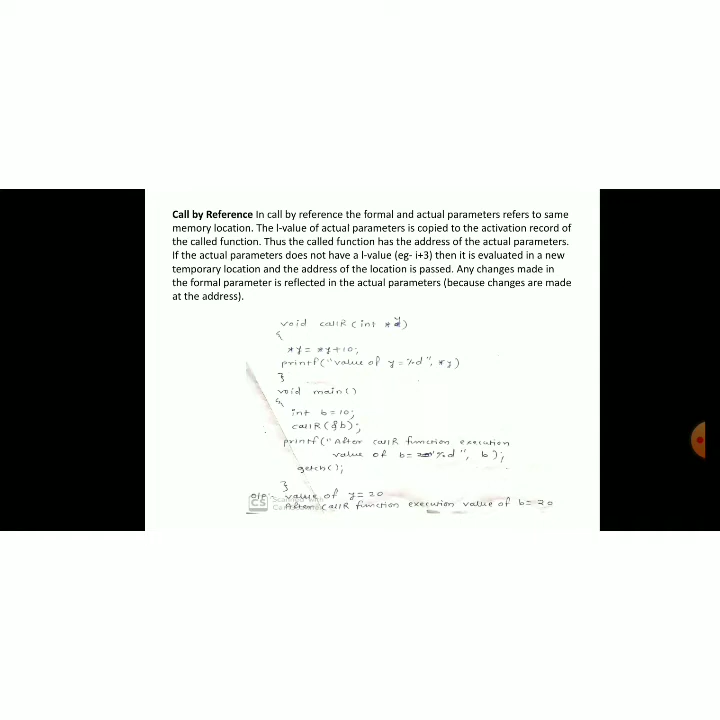 Call by Reference In call by reference the formal and actual parameters refers to same
memory location. The l-value of actual parameters is copied to the activation record of
the called function. Thus the called function has the address of the actual parameters.
If the actual parameters does not have a l-value (eg- i+3) then it is evaluated in a new
temporary location and the address of the location is passed. Any changes made in
the formal parameter is reflected in the actual parameters (because changes are made
at the address).
void callR (int *y)
{
*y = *y+10;
printf("value of y = %d", *y)
}
void main()
{
int b = 10;
callR (&b);
printf("After callR function execution
value of b= %d", b);
getch();
}
o/p:- value of y = 20
After callR function execution value of b= 20
CS